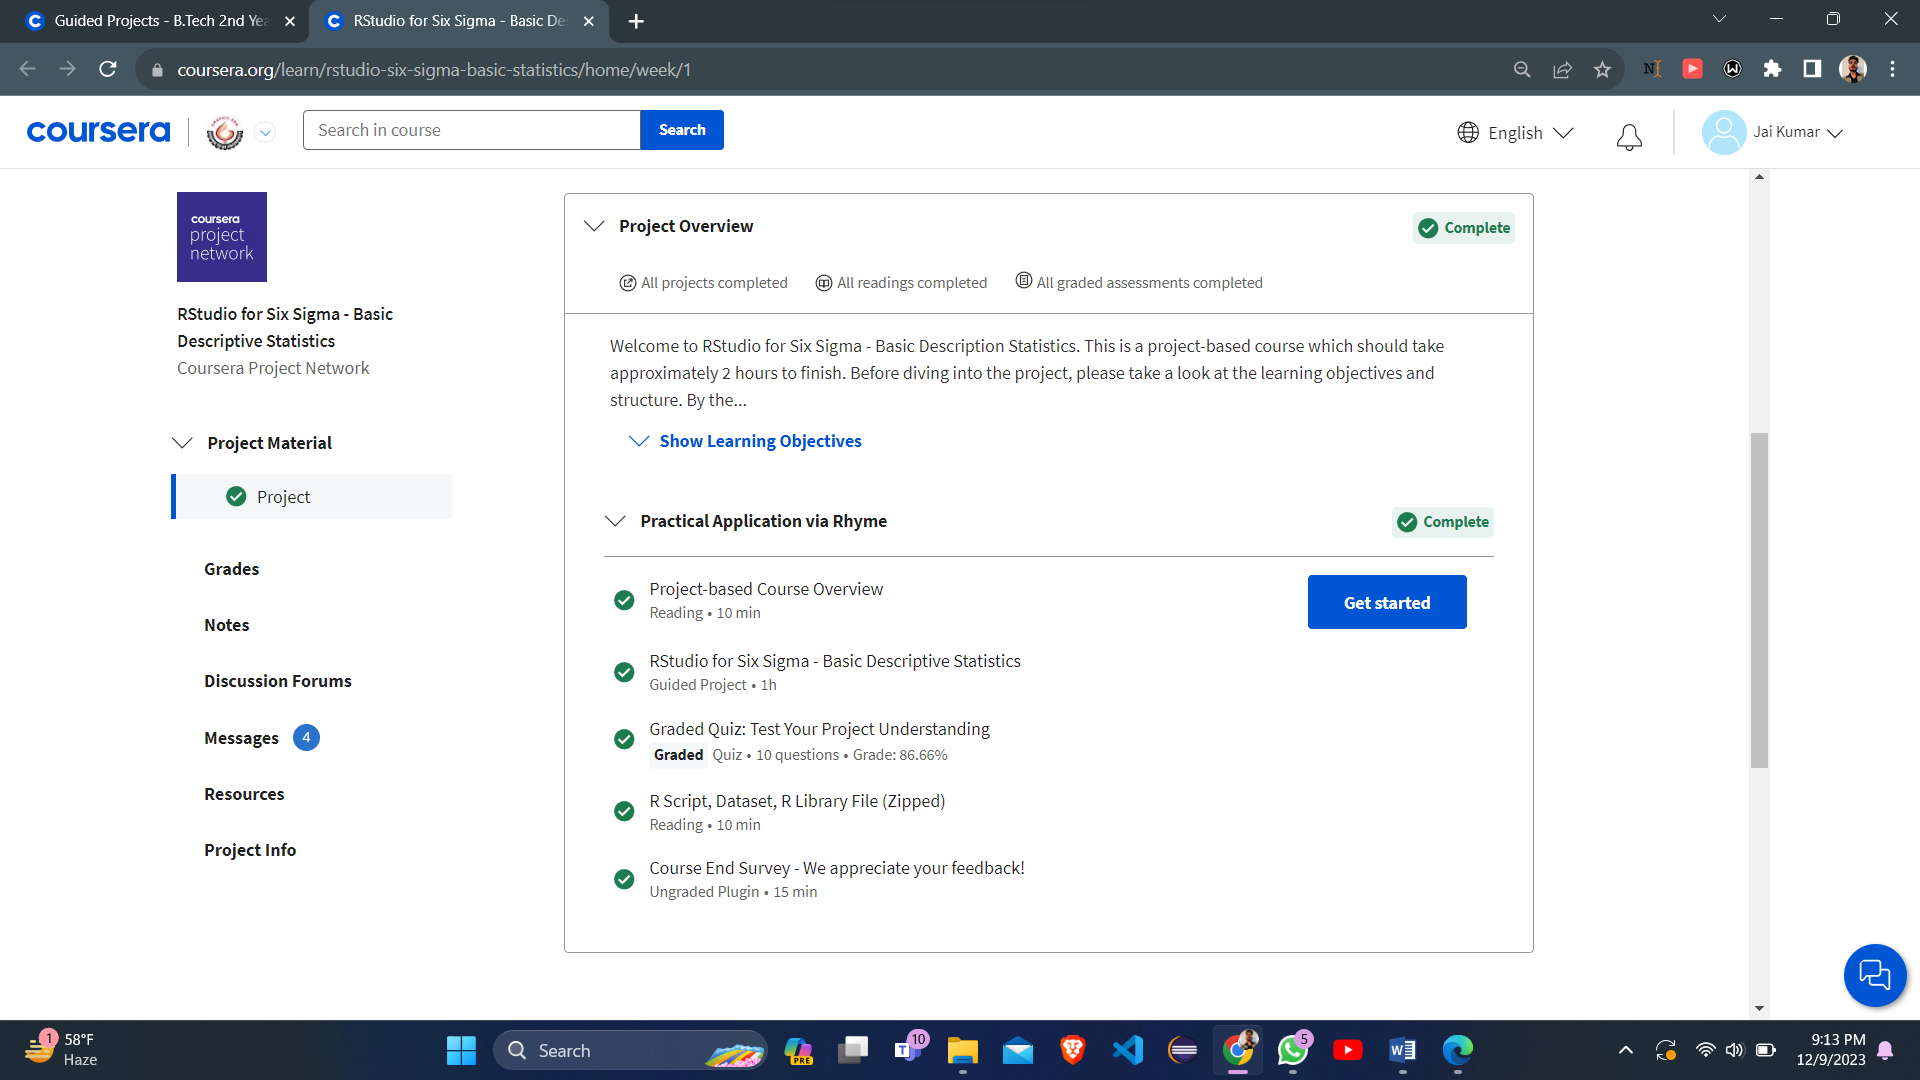 Guided Projects - B.Tech 2nd Yea
RStudio for Six Sigma - Basic De
coursera.org/learn/rstudio-six-sigma-basic-statistics/home/week/1
coursera
Search in course
Search
English
Jai Kumar
coursera
project
network
RStudio for Six Sigma - Basic
Descriptive Statistics
Coursera Project Network
Project Material
Project
Grades
Notes
Discussion Forums
Messages 4
Resources
Project Info
Project Overview
Complete
All projects completed
All readings completed
All graded assessments completed
Welcome to RStudio for Six Sigma - Basic Description Statistics. This is a project-based course which should take
approximately 2 hours to finish. Before diving into the project, please take a look at the learning objectives and
structure. By the...
Show Learning Objectives
Practical Application via Rhyme
Complete
Project-based Course Overview
Reading • 10 min
Get started
RStudio for Six Sigma - Basic Descriptive Statistics
Guided Project • 1h
Graded Quiz: Test Your Project Understanding
Graded Quiz • 10 questions • Grade: 86.66%
R Script, Dataset, R Library File (Zipped)
Reading • 10 min
Course End Survey - We appreciate your feedback!
Ungraded Plugin • 15 min
1
58°F
Haze
Search
PRE
10
5
9:13 PM
12/9/2023